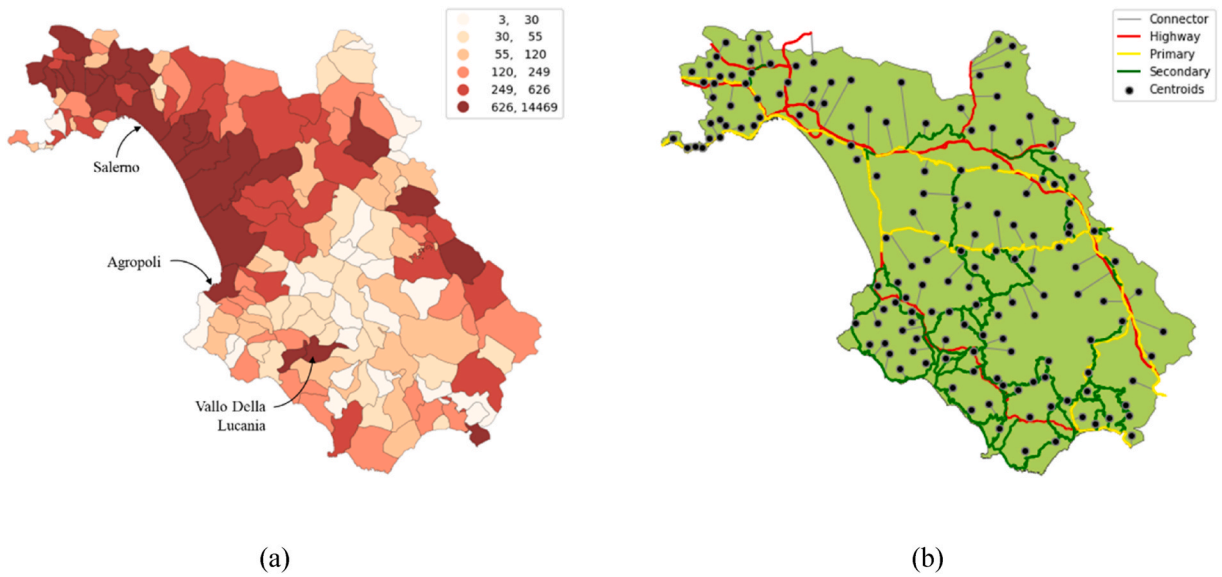 3, 30
30, 55
55, 120
120, 249
249, 626
626, 14469
Salerno
Agropoli
Vallo Della
Lucania
(a)
Connector
Highway
Primary
Secondary
Centroids
(b)